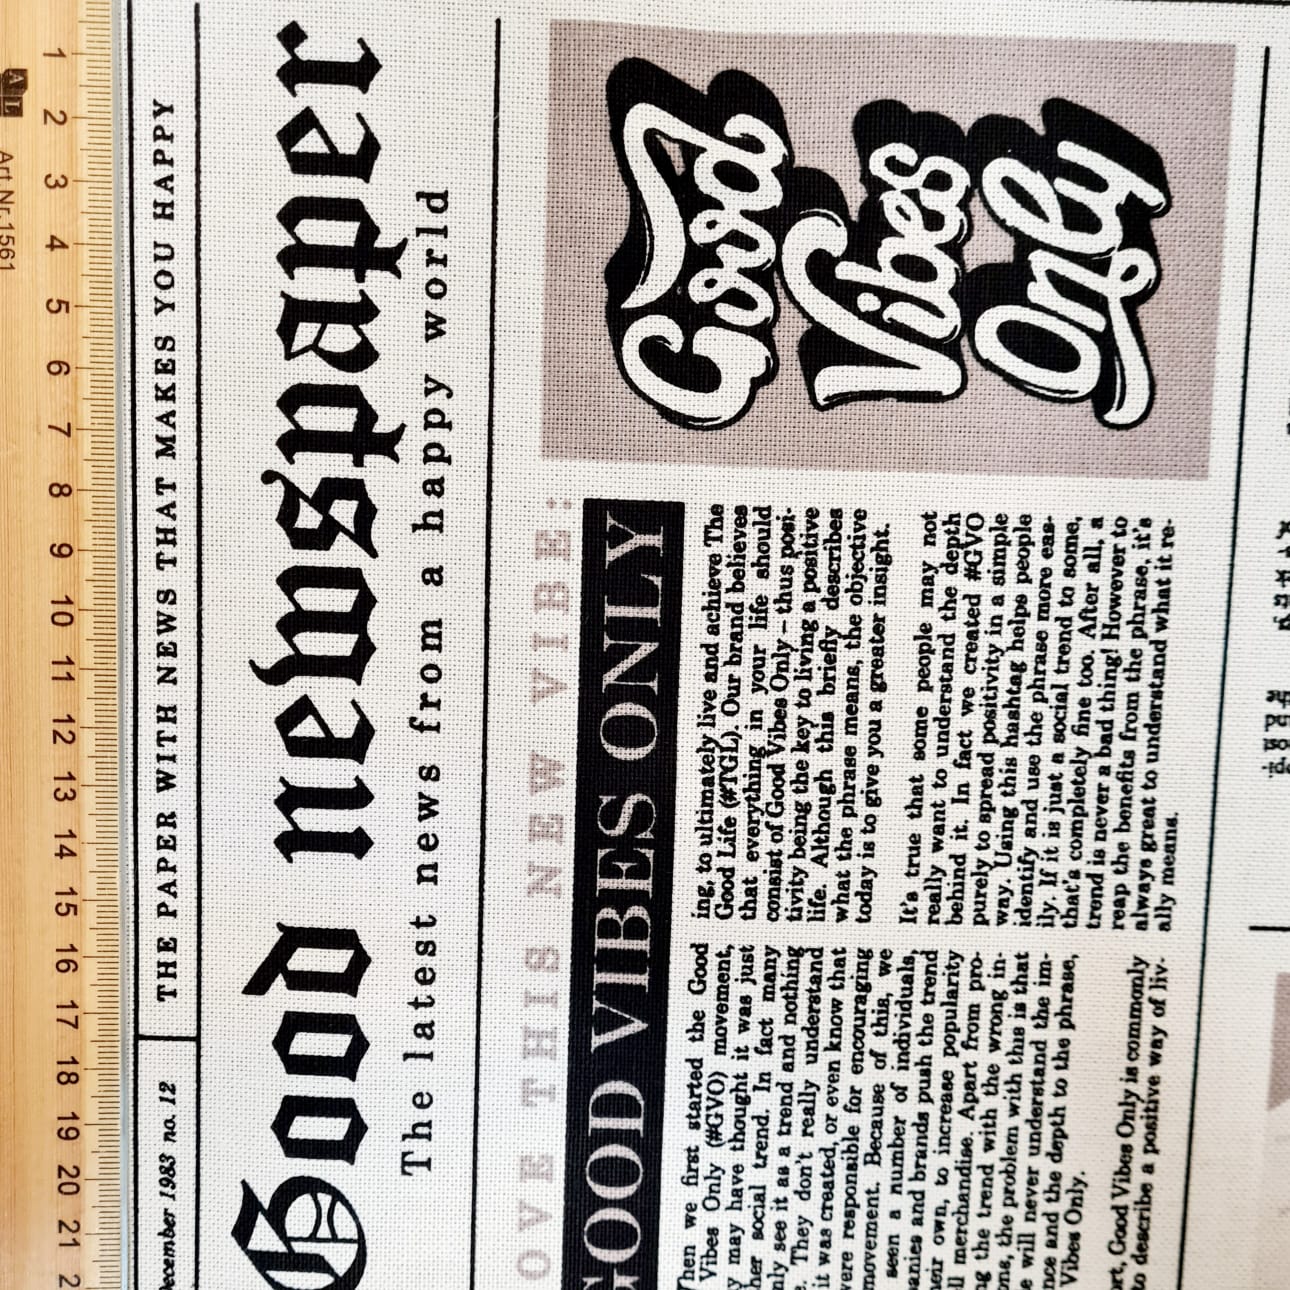 December 1983 no. 12
THE PAPER WITH NEWS THAT MAKES YOU HAPPY
Good newspaper
The latest news from a happy world
OVE THIS NEW VIBE:
GOOD VIBES ONLY
hen we first started the Good
Vibes Only (#GVO) movement,
y may have thought it was just
her social trend. In fact many
nly see it as a trend and nothing
e. They don't really understand
it was created, or even know that
were responsible for encouraging
movement. Because of this, we
seen a number of individuals,
panies and brands push the trend
heir own, to increase popularity
ll merchandise. Apart from pro-
ng the trend with the wrong in-
ons, the problem with this is that
e will never understand the im-
nce and the depth to the phrase,
Vibes Only.
art, Good Vibes Only is commonly
to describe a positive way of liv-
ing, to ultimately live and achieve The
Good Life (#TGL). Our brand believes
that everything in your life should
consist of Good Vibes Only – thus posi-
tivity being the key to living a positive
life. Although this briefly describes
what the phrase means, the objective
today is to give you a greater insight.
It's true that some people may not
really want to understand the depth
behind it. In fact we created #GVO
purely to spread positivity in a simple
way. Using this hashtag helps people
identify and use the phrase more eas-
ily. If it is just a social trend to some,
that's completely fine too. After all, a
trend is never a bad thing! However to
reap the benefits from the phrase, it's
always great to understand what it re-
ally means.
Good
Vibes
Only
1 2 3 4 5 6 7 8 9 10 11 12 13 14 15 16 17 18 19 20 21 2
Art.Nr.1561